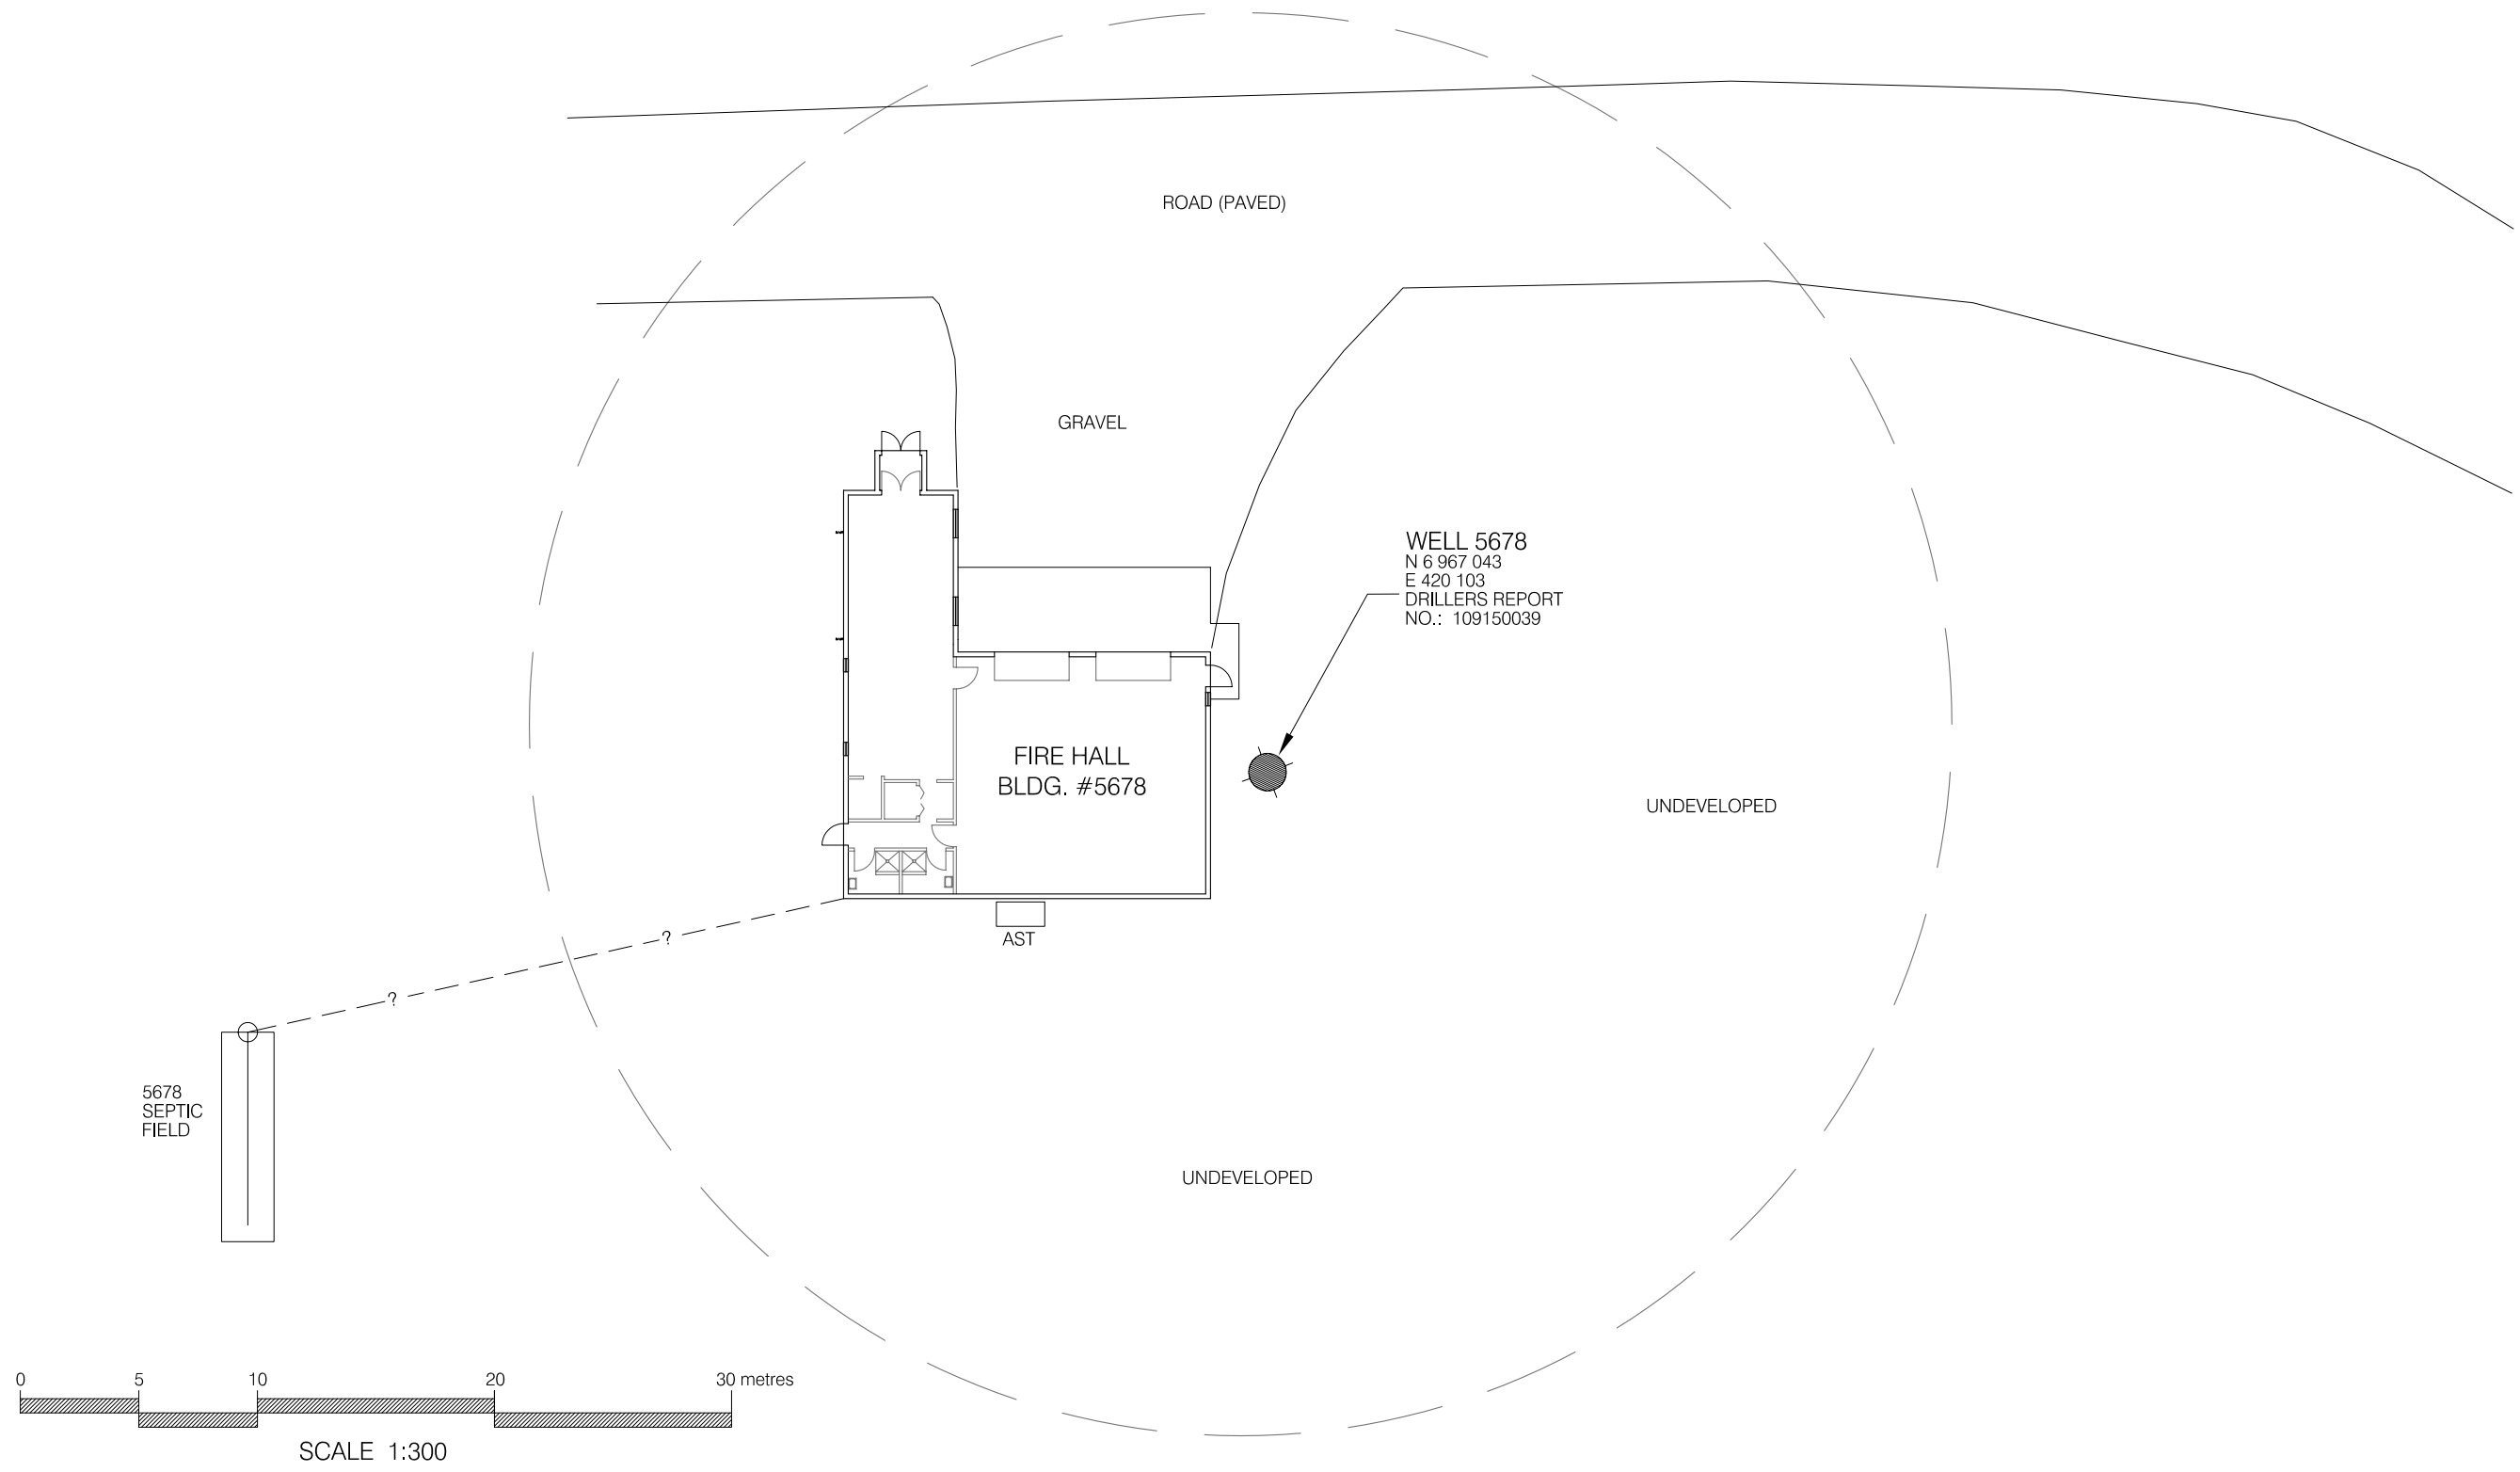 ROAD (PAVED)
GRAVEL
WELL 5678
N 6 967 043
E 420 103
DRILLERS REPORT
NO.: 109150039
FIRE HALL
BLDG. #5678
UNDEVELOPED
AST
?
?
5678
SEPTIC
FIELD
UNDEVELOPED
0 5 10 20 30 metres
SCALE 1:300